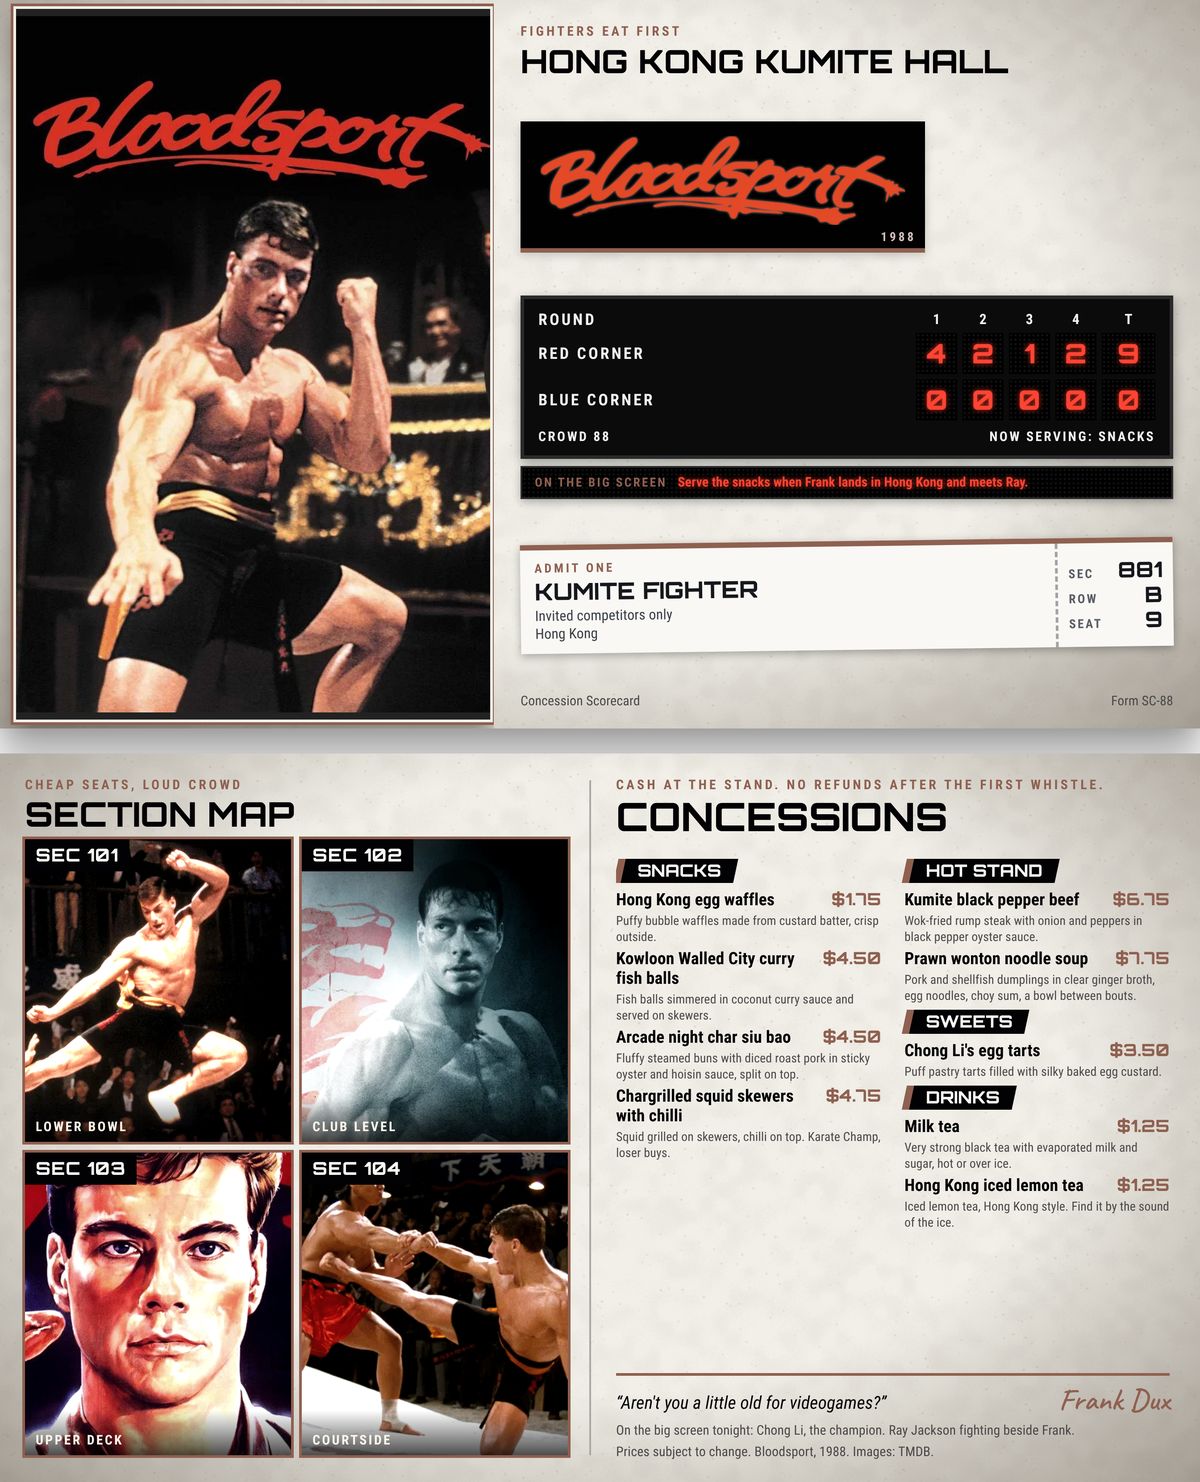 Bloodsport
FIGHTERS EAT FIRST
HONG KONG KUMITE HALL
Bloodsport
1988
ROUND 1 2 3 4 T
RED CORNER 4 2 1 2 9
BLUE CORNER 0 0 0 0 0
CROWD 88 NOW SERVING: SNACKS
ON THE BIG SCREEN Serve the snacks when Frank lands in Hong Kong and meets Ray.
ADMIT ONE
KUMITE FIGHTER
Invited competitors only
Hong Kong
SEC 881
ROW B
SEAT 9
Concession Scorecard Form SC-88
CHEAP SEATS, LOUD CROWD
SECTION MAP
SEC 101
LOWER BOWL
SEC 102
CLUB LEVEL
SEC 103
UPPER DECK
SEC 104
下天朝
COURTSIDE
CASH AT THE STAND. NO REFUNDS AFTER THE FIRST WHISTLE.
CONCESSIONS
SNACKS
Hong Kong egg waffles $1.75
Puffy bubble waffles made from custard batter, crisp
outside.
Kowloon Walled City curry $4.50
fish balls
Fish balls simmered in coconut curry sauce and
served on skewers.
Arcade night char siu bao $4.50
Fluffy steamed buns with diced roast pork in sticky
oyster and hoisin sauce, split on top.
Chargrilled squid skewers $4.75
with chilli
Squid grilled on skewers, chilli on top. Karate Champ,
loser buys.
HOT STAND
Kumite black pepper beef $6.75
Wok-fried rump steak with onion and peppers in
black pepper oyster sauce.
Prawn wonton noodle soup $7.75
Pork and shellfish dumplings in clear ginger broth,
egg noodles, choy sum, a bowl between bouts.
SWEETS
Chong Li's egg tarts $3.50
Puff pastry tarts filled with silky baked egg custard.
DRINKS
Milk tea $1.25
Very strong black tea with evaporated milk and
sugar, hot or over ice.
Hong Kong iced lemon tea $1.25
Iced lemon tea, Hong Kong style. Find it by the sound
of the ice.
“Aren't you a little old for videogames?” Frank Dux
On the big screen tonight: Chong Li, the champion. Ray Jackson fighting beside Frank.
Prices subject to change. Bloodsport, 1988. Images: TMDB.